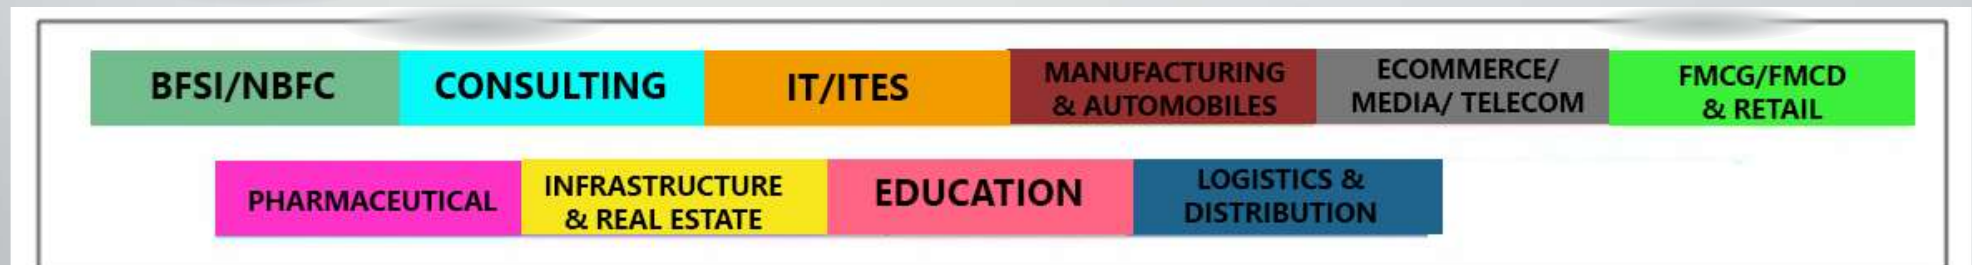 BFSI/NBFC
CONSULTING
IT/ITES
MANUFACTURING
& AUTOMOBILES
ECOMMERCE/
MEDIA/ TELECOM
FMCG/FMCD
& RETAIL
PHARMACEUTICAL
INFRASTRUCTURE
& REAL ESTATE
EDUCATION
LOGISTICS &
DISTRIBUTION